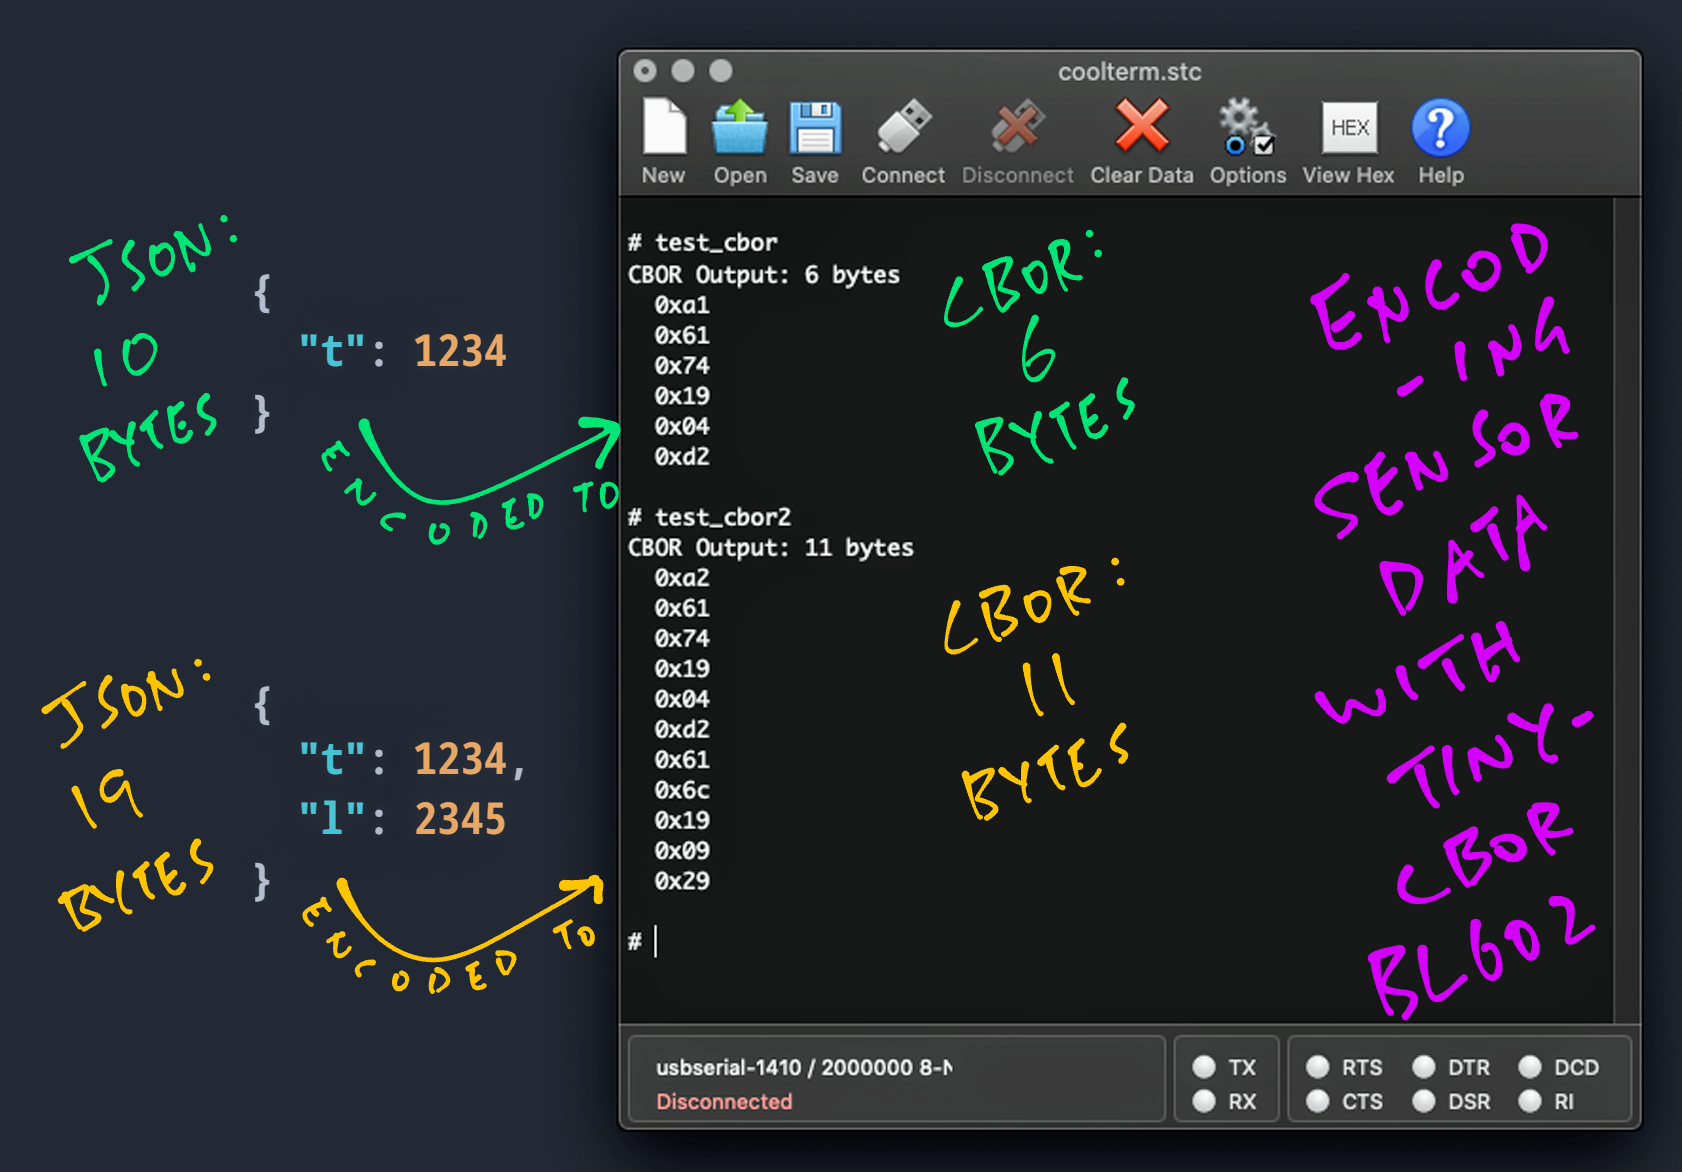 JSON:
10
BYTES
{
"t": 1234
}
ENCODED TO
JSON:
19
BYTES
{
"t": 1234,
"l": 2345
}
ENCODED TO
coolterm.stc
New
Open
Save
Connect
Disconnect
Clear Data
Options
HEX
View Hex
?
Help
# test_cbor
CBOR Output: 6 bytes
0xa1
0x61
0x74
0x19
0x04
0xd2
# test_cbor2
CBOR Output: 11 bytes
0xa2
0x61
0x74
0x19
0x04
0xd2
0x61
0x6c
0x19
0x09
0x29
#
CBOR:
6
BYTES
CBOR:
11
BYTES
ENCOD
-ING
SENSOR
DATA
WITH
TINY-
CBOR
BL602
usbserial-1410 / 2000000 8-N
Disconnected
TX
RX
RTS
CTS
DTR
DSR
DCD
RI